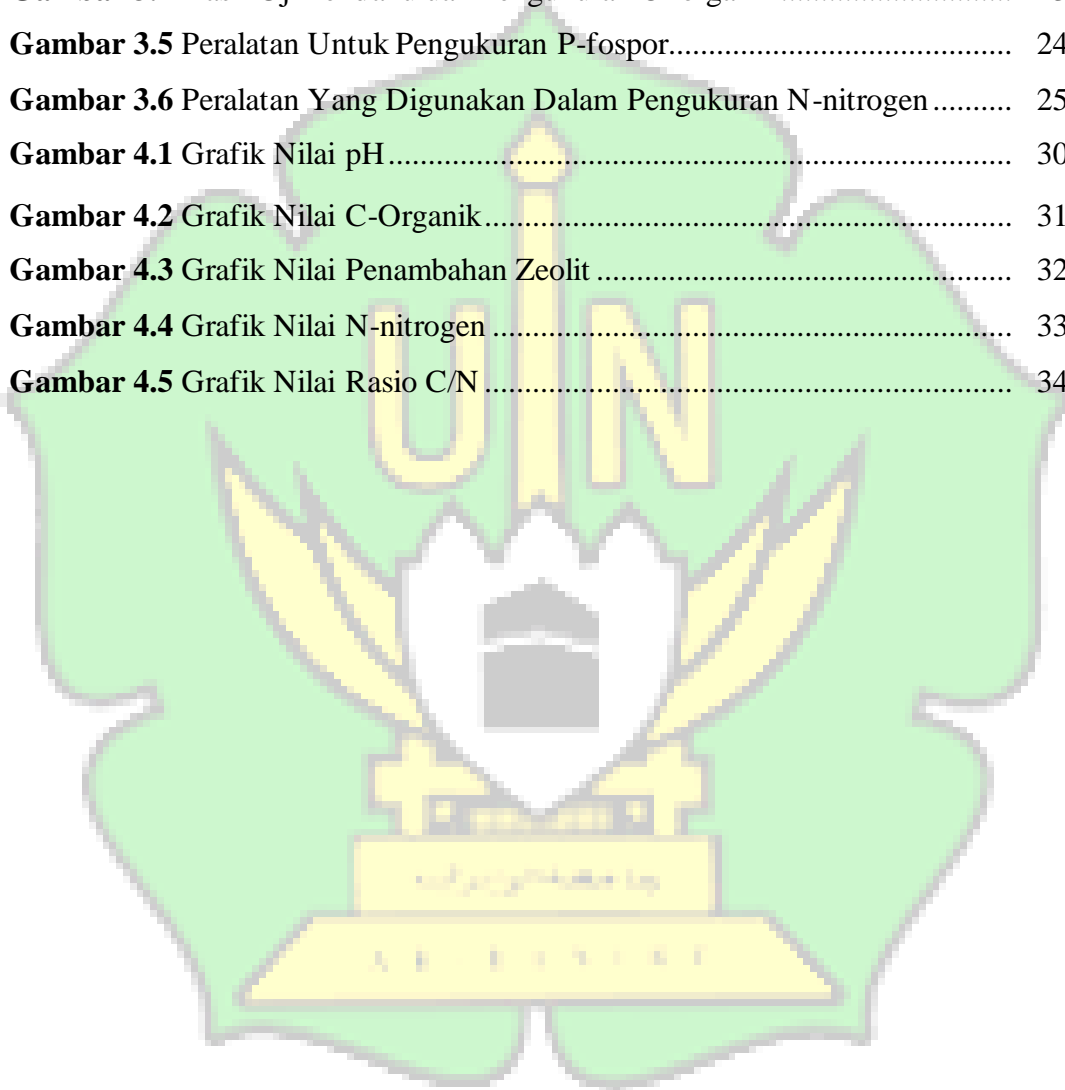 Gambar 3.5 Peralatan Untuk Pengukuran P-fospor.................................... 24
Gambar 3.6 Peralatan Yang Digunakan Dalam Pengukuran N-nitrogen.......... 25
Gambar 4.1 Grafik Nilai pH................................................................... 30
Gambar 4.2 Grafik Nilai C-Organik........................................................ 31
Gambar 4.3 Grafik Nilai Penambahan Zeolit............................................ 32
Gambar 4.4 Grafik Nilai N-nitrogen....................................................... 33
Gambar 4.5 Grafik Nilai Rasio C/N........................................................ 34
U N